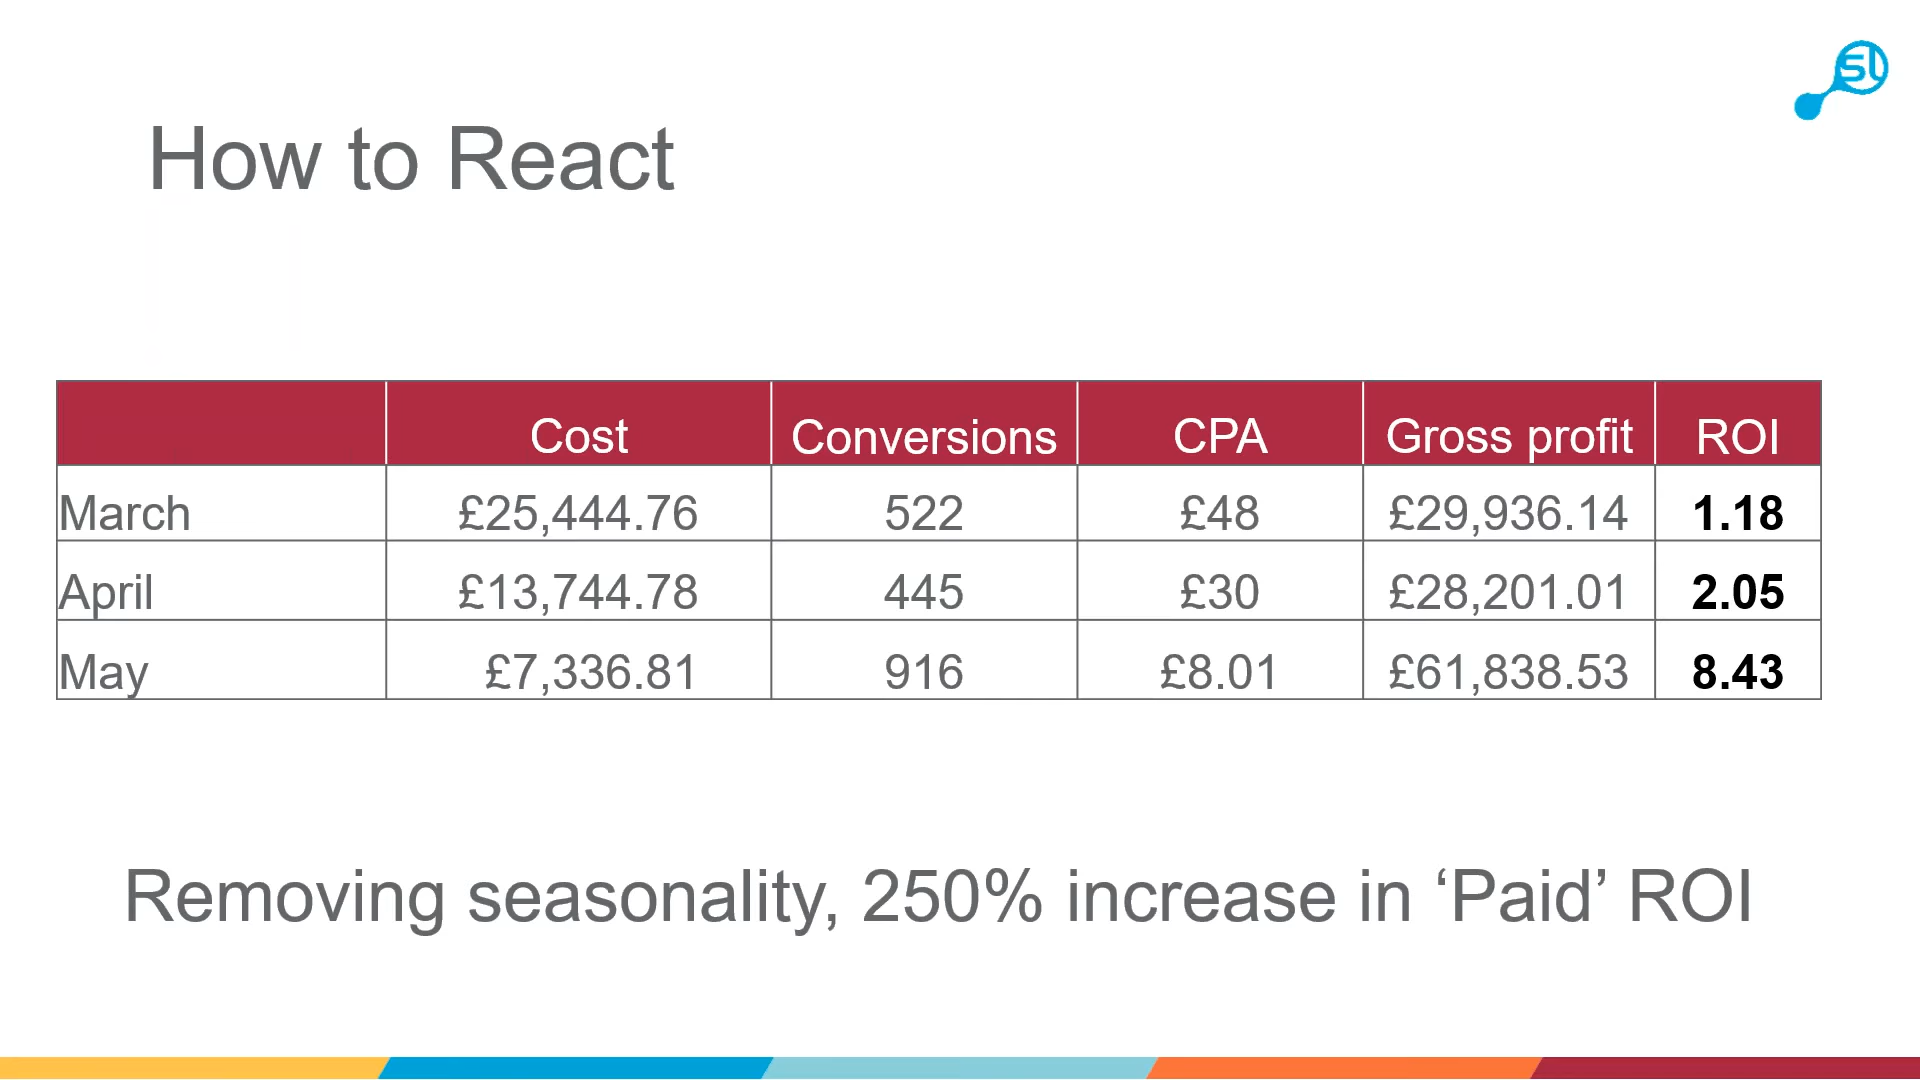 SL
How to React
Cost Conversions CPA Gross profit ROI
March £25,444.76 522 £48 £29,936.14 1.18
April £13,744.78 445 £30 £28,201.01 2.05
May £7,336.81 916 £8.01 £61,838.53 8.43
Removing seasonality, 250% increase in ‘Paid’ ROI